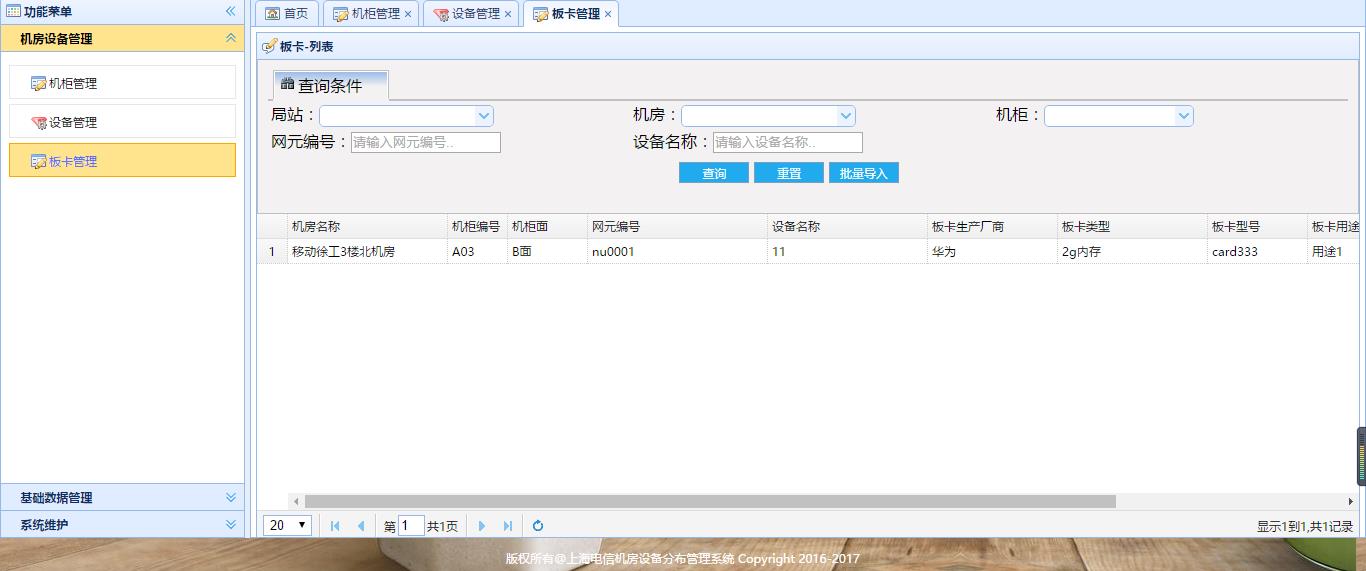 功能菜单
机房设备管理
机柜管理
设备管理
板卡管理
基础数据管理
系统维护
首页 机柜管理 设备管理 板卡管理
板卡-列表
查询条件
局站： 机房： 机柜：
网元编号：请输入网元编号.. 设备名称：请输入设备名称..
查询 重置 批量导入
机房名称 机柜编号 机柜面 网元编号 设备名称 板卡生产厂商 板卡类型 板卡型号 板卡用途
1 移动徐工3楼北机房 A03 B面 nu0001 11 华为 2g内存 card333 用途1
20 第 1 共1页 显示1到1,共1记录
版权所有@上海电信机房设备分布管理系统 Copyright 2016-2017